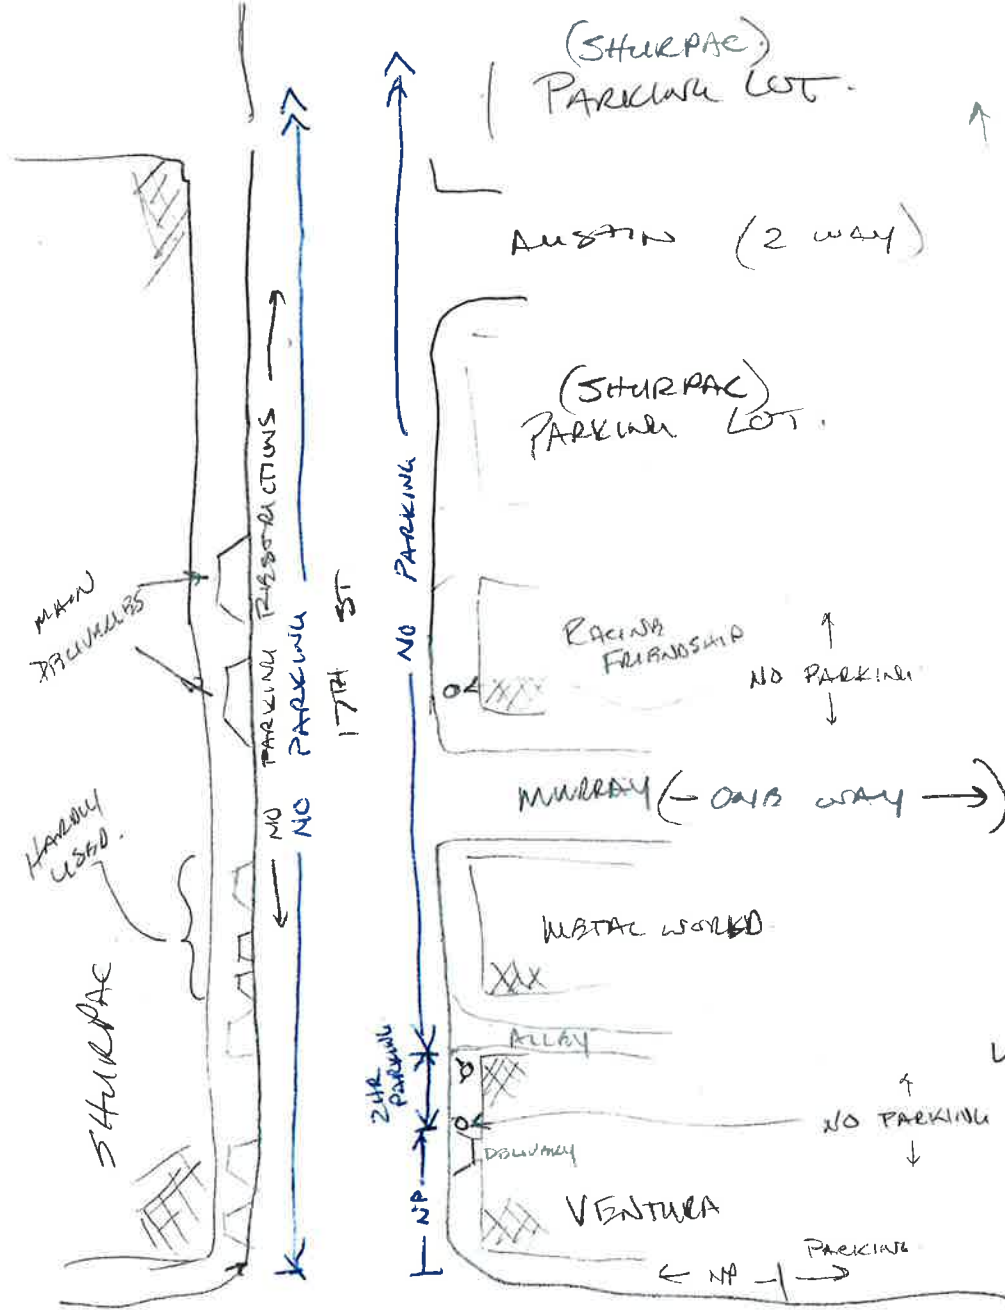 (SHURPAC)
PARKING LOT.
AUSTIN (2 WAY)
(SHURPAC)
PARKING LOT.
NO PARKING RESTRICTIONS
NO PARKING
17TH ST
NO PARKING
MAIN
DELIVERIES
RACINE
FRIENDSHIP
NO PARKING
MURRAY (ONE WAY)
HARDLY
USED.
METAL WORLD
SHURPAC
ALLEY
2HR
PARKING
NO PARKING
DELIVERY
NP
VENTURA
NP
PARKING